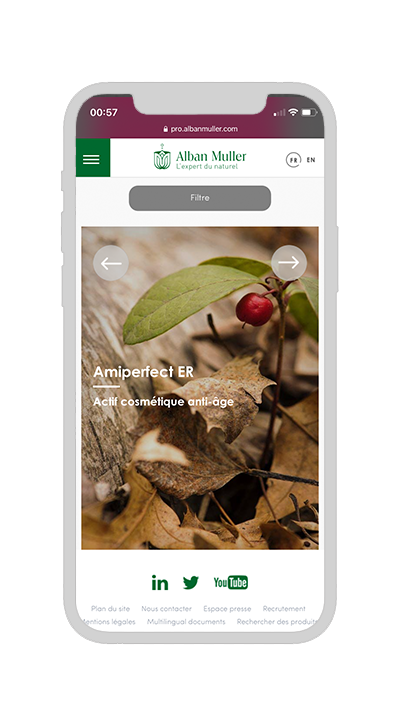 00:57
pro.albanmuller.com
Alban Muller
L'expert du naturel
FR EN
Filtre
Amiperfect ER
Actif cosmétique anti-âge
in YouTube
Plan du site Nous contacter Espace presse Recrutement
Mentions légales Multilingual documents Rechercher des produits